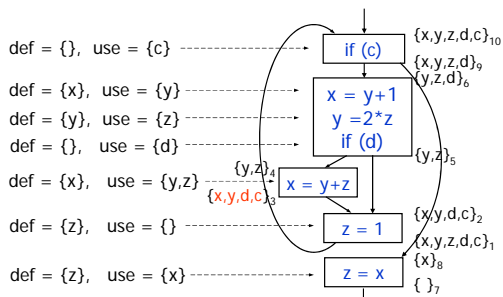 {x,y,z,d,c}10
def = {}, use = {c}
if (c)
{x,y,z,d}9
{y,z,d}6
def = {x}, use = {y}
x = y+1
def = {y}, use = {z}
y =2*z
def = {}, use = {d}
if (d)
{y,z}5
{y,z}4
def = {x}, use = {y,z}
x = y+z
{x,y,d,c}3
{x,y,d,c}2
def = {z}, use = {}
z = 1
{x,y,z,d,c}1
{x}8
def = {z}, use = {x}
z = x
{ }7